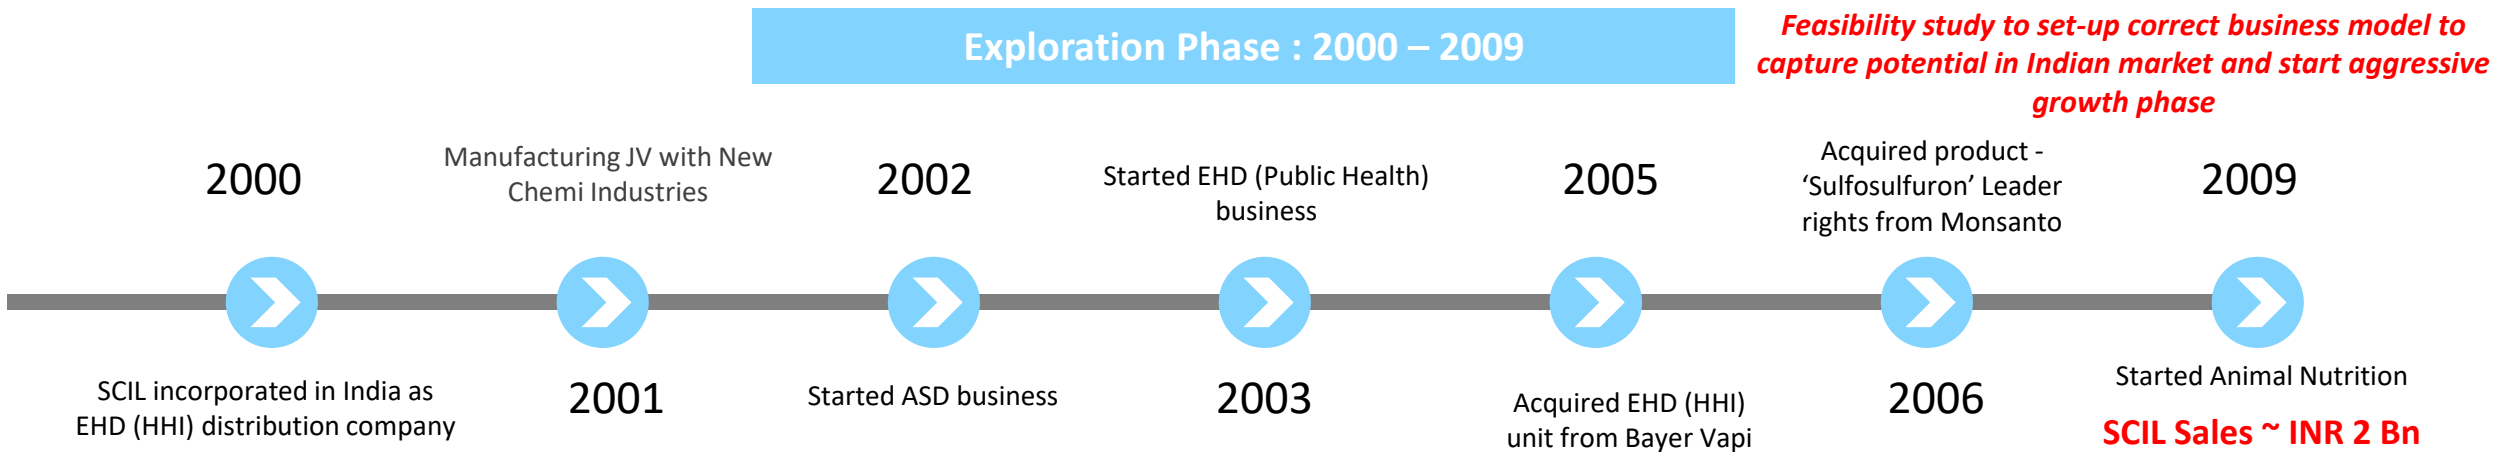 Exploration Phase : 2000 – 2009
Feasibility study to set-up correct business model to
capture potential in Indian market and start aggressive
growth phase
2000
SCIL incorporated in India as
EHD (HHI) distribution company
Manufacturing JV with New
Chemi Industries
2001
2002
Started ASD business
Started EHD (Public Health)
business
2003
2005
Acquired EHD (HHI)
unit from Bayer Vapi
Acquired product -
‘Sulfosulfuron’ Leader
rights from Monsanto
2006
2009
Started Animal Nutrition
SCIL Sales ~ INR 2 Bn